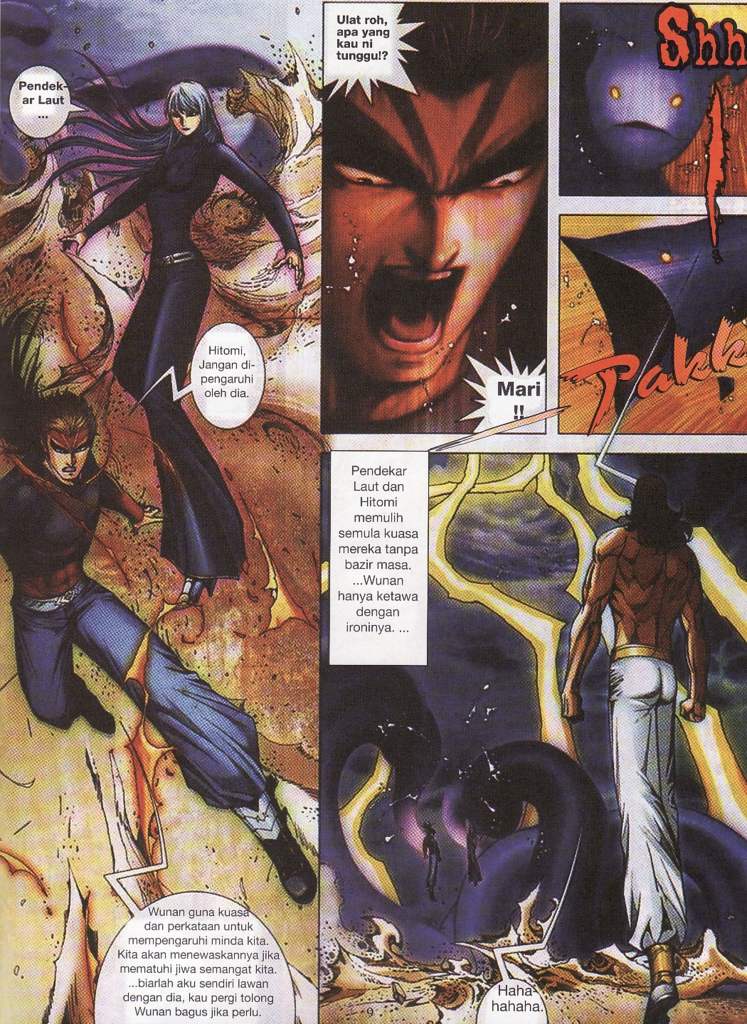 Pendek-
ar Laut
...
Hitomi,
Jangan di-
pengaruhi
oleh dia.
Wunan guna kuasa
dan perkataan untuk
mempengaruhi minda kita.
Kita akan menewaskannya jika
mematuhi jiwa semangat kita.
...biarlah aku sendiri lawan
dengan dia, kau pergi tolong
Wunan bagus jika perlu.
Ulat roh,
apa yang
kau ni
tunggu!?
Mari
!!
Shh
Pakk
Pendekar
Laut dan
Hitomi
memulih
semula kuasa
mereka tanpa
bazir masa.
...Wunan
hanya ketawa
dengan
ironinya. ...
Haha-
hahaha.
9